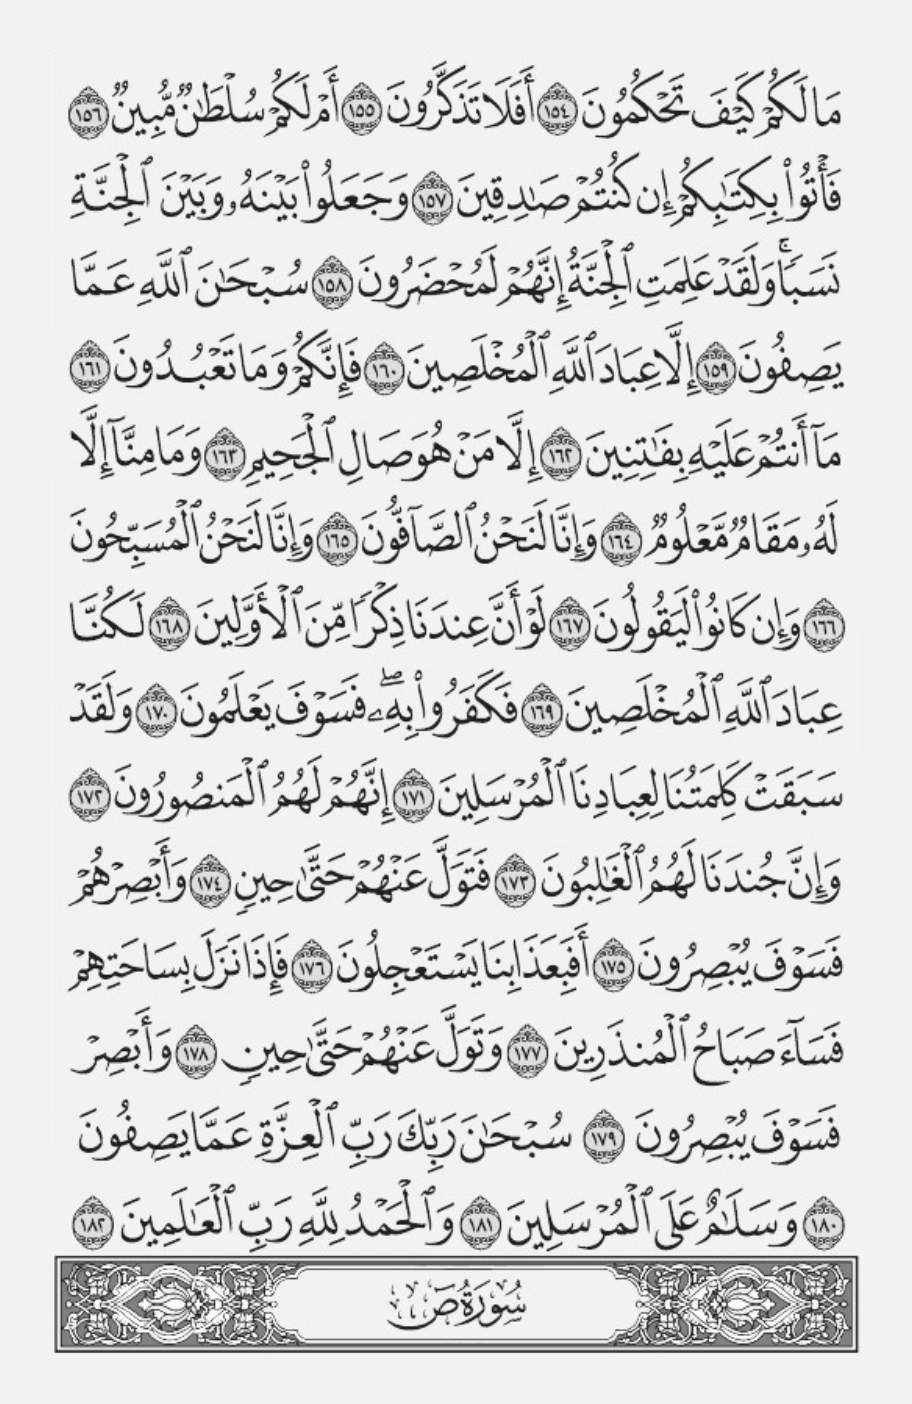 مَا لَكُمْ كَيْفَ تَحْكُمُونَ ١٥٤ أَفَلَا تَذَكَّرُونَ ١٥٥ أَمْ لَكُمْ سُلْطَٰنٌ مُّبِينٌ ١٥٦
فَأْتُوا۟ بِكِتَٰبِكُمْ إِن كُنتُمْ صَٰدِقِينَ ١٥٧ وَجَعَلُوا۟ بَيْنَهُۥ وَبَيْنَ ٱلْجِنَّةِ
نَسَبًا ۚ وَلَقَدْ عَلِمَتِ ٱلْجِنَّةُ إِنَّهُمْ لَمُحْضَرُونَ ١٥٨ سُبْحَٰنَ ٱللَّهِ عَمَّا
يَصِفُونَ ١٥٩ إِلَّا عِبَادَ ٱللَّهِ ٱلْمُخْلَصِينَ ١٦٠ فَإِنَّكُمْ وَمَا تَعْبُدُونَ ١٦١
مَآ أَنتُمْ عَلَيْهِ بِفَٰتِنِينَ ١٦٢ إِلَّا مَنْ هُوَ صَالِ ٱلْجَحِيمِ ١٦٣ وَمَا مِنَّآ إِلَّا
لَهُۥ مَقَامٌ مَّعْلُومٌ ١٦٤ وَإِنَّا لَنَحْنُ ٱلصَّآفُّونَ ١٦٥ وَإِنَّا لَنَحْنُ ٱلْمُسَبِّحُونَ
١٦٦ وَإِن كَانُوا۟ لَيَقُولُونَ ١٦٧ لَوْ أَنَّ عِندَنَا ذِكْرًا مِّنَ ٱلْأَوَّلِينَ ١٦٨ لَكُنَّا
عِبَادَ ٱللَّهِ ٱلْمُخْلَصِينَ ١٦٩ فَكَفَرُوا۟ بِهِۦ ۖ فَسَوْفَ يَعْلَمُونَ ١٧٠ وَلَقَدْ
سَبَقَتْ كَلِمَتُنَا لِعِبَادِنَا ٱلْمُرْسَلِينَ ١٧١ إِنَّهُمْ لَهُمُ ٱلْمَنصُورُونَ ١٧٢
وَإِنَّ جُندَنَا لَهُمُ ٱلْغَٰلِبُونَ ١٧٣ فَتَوَلَّ عَنْهُمْ حَتَّىٰ حِينٍ ١٧٤ وَأَبْصِرْهُمْ
فَسَوْفَ يُبْصِرُونَ ١٧٥ أَفَبِعَذَابِنَا يَسْتَعْجِلُونَ ١٧٦ فَإِذَا نَزَلَ بِسَاحَتِهِمْ
فَسَآءَ صَبَاحُ ٱلْمُنذَرِينَ ١٧٧ وَتَوَلَّ عَنْهُمْ حَتَّىٰ حِينٍ ١٧٨ وَأَبْصِرْ
فَسَوْفَ يُبْصِرُونَ ١٧٩ سُبْحَٰنَ رَبِّكَ رَبِّ ٱلْعِزَّةِ عَمَّا يَصِفُونَ
١٨٠ وَسَلَٰمٌ عَلَى ٱلْمُرْسَلِينَ ١٨١ وَٱلْحَمْدُ لِلَّهِ رَبِّ ٱلْعَٰلَمِينَ ١٨٢
سُورَةُ صٓ